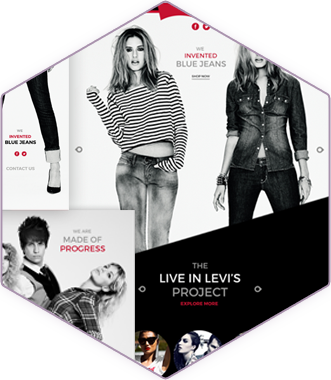 WE
INVENTED
BLUE JEANS
SHOP NOW
WE
INVENTED
BLUE JEANS
CONTACT US
WE ARE
MADE OF
PROGRESS
THE
LIVE IN LEVI'S
PROJECT
EXPLORE MORE